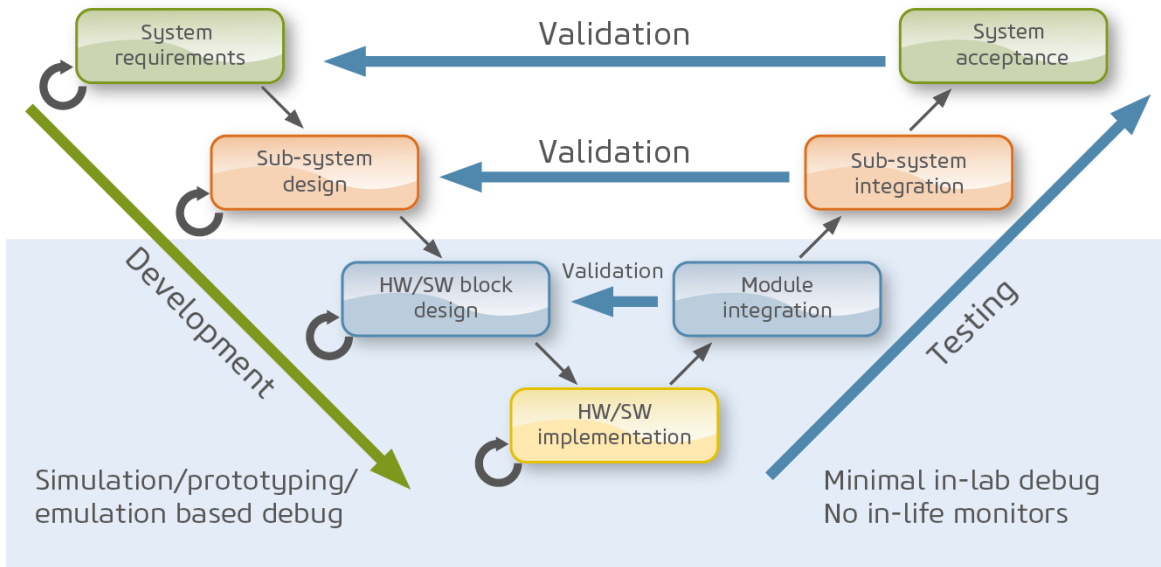 System
requirements
Validation
System
acceptance
Sub-system
design
Validation
Sub-system
integration
Development
HW/SW block
design
Validation
Module
integration
Testing
HW/SW
implementation
Simulation/prototyping/
emulation based debug
Minimal in-lab debug
No in-life monitors